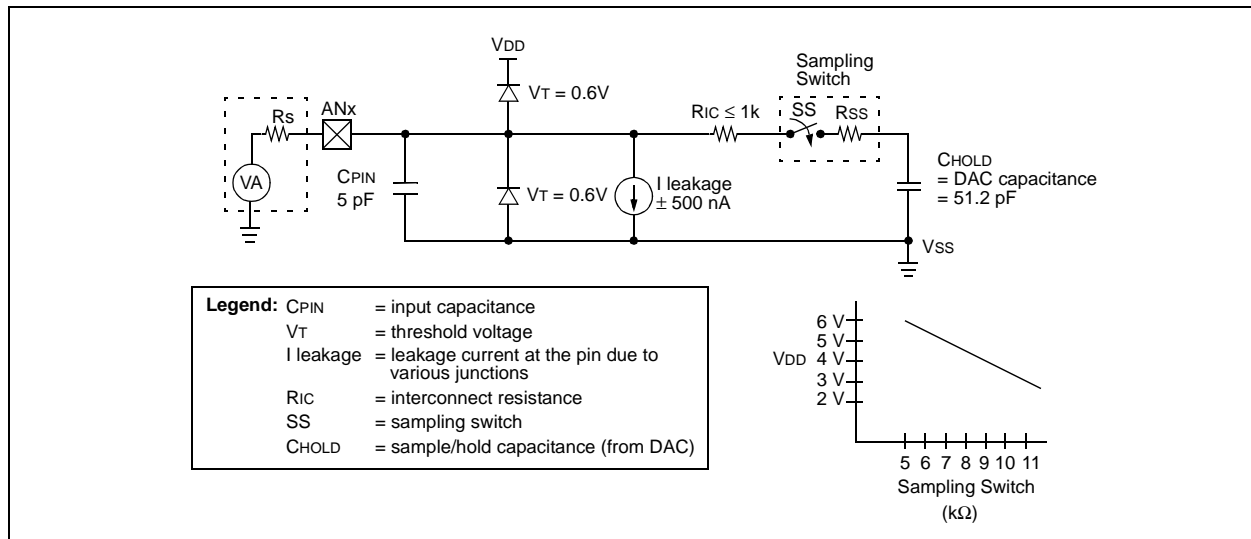 VDD
Sampling
Switch
VT = 0.6V
RIC ≤ 1k
SS
RSS
Rs
ANx
VA
CPIN
5 pF
VT = 0.6V
I leakage
± 500 nA
CHOLD
= DAC capacitance
= 51.2 pF
VSS
Legend: CPIN = input capacitance
VT = threshold voltage
I leakage = leakage current at the pin due to
various junctions
RIC = interconnect resistance
SS = sampling switch
CHOLD = sample/hold capacitance (from DAC)
6 V
5 V
VDD 4 V
3 V
2 V
5 6 7 8 9 10 11
Sampling Switch
(kΩ)